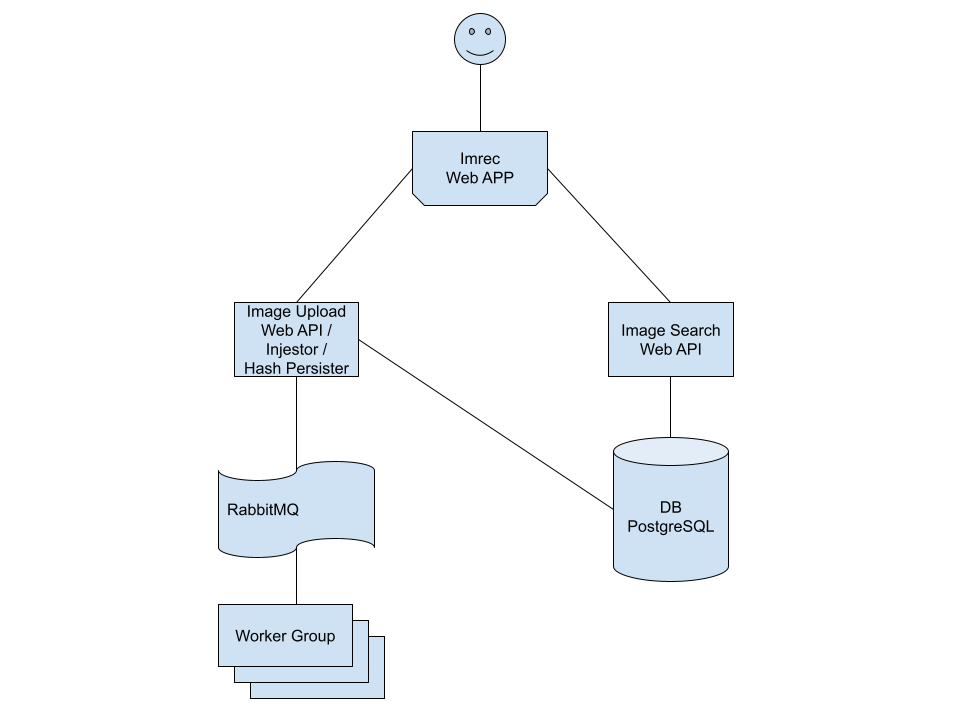 Imrec
Web APP
Image Upload
Web API /
Injestor /
Hash Persister
Image Search
Web API
RabbitMQ
DB
PostgreSQL
Worker Group